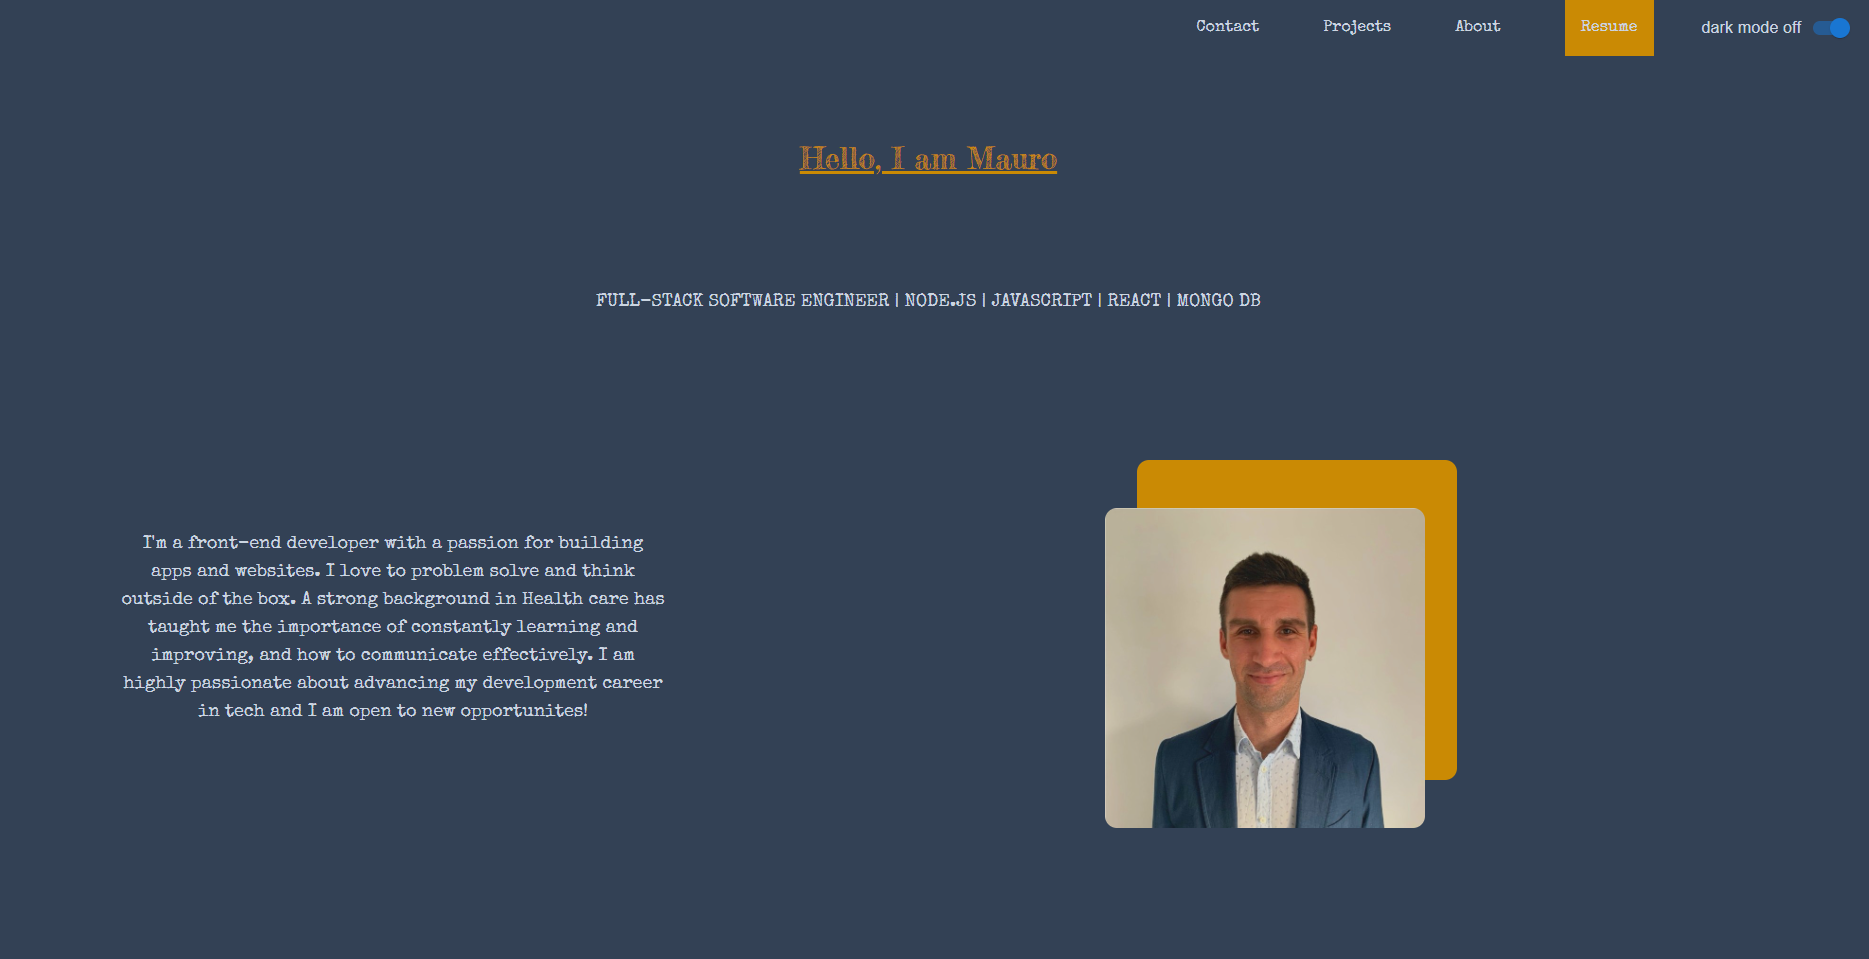 Contact Projects About Resume dark mode off
Hello, I am Mauro
FULL-STACK SOFTWARE ENGINEER | NODE.JS | JAVASCRIPT | REACT | MONGO DB
I'm a front-end developer with a passion for building
apps and websites. I love to problem solve and think
outside of the box. A strong background in Health care has
taught me the importance of constantly learning and
improving, and how to communicate effectively. I am
highly passionate about advancing my development career
in tech and I am open to new opportunites!